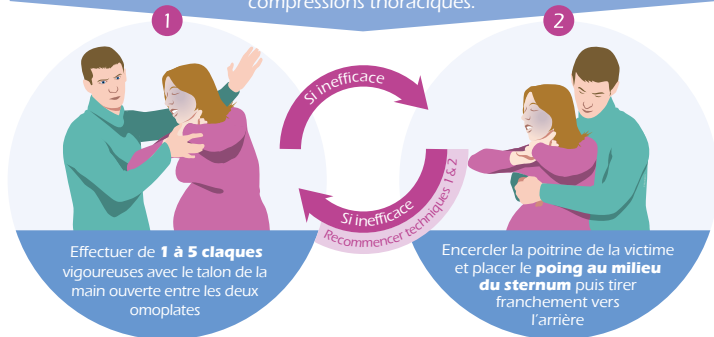 compressions thoraciques.
1
2
Si inefficace
Si inefficace
Recommencer techniques 1 & 2
Effectuer de 1 à 5 claques
vigoureuses avec le talon de la
main ouverte entre les deux
omoplates
Encercler la poitrine de la victime
et placer le poing au milieu
du sternum puis tirer
franchement vers
l'arrière